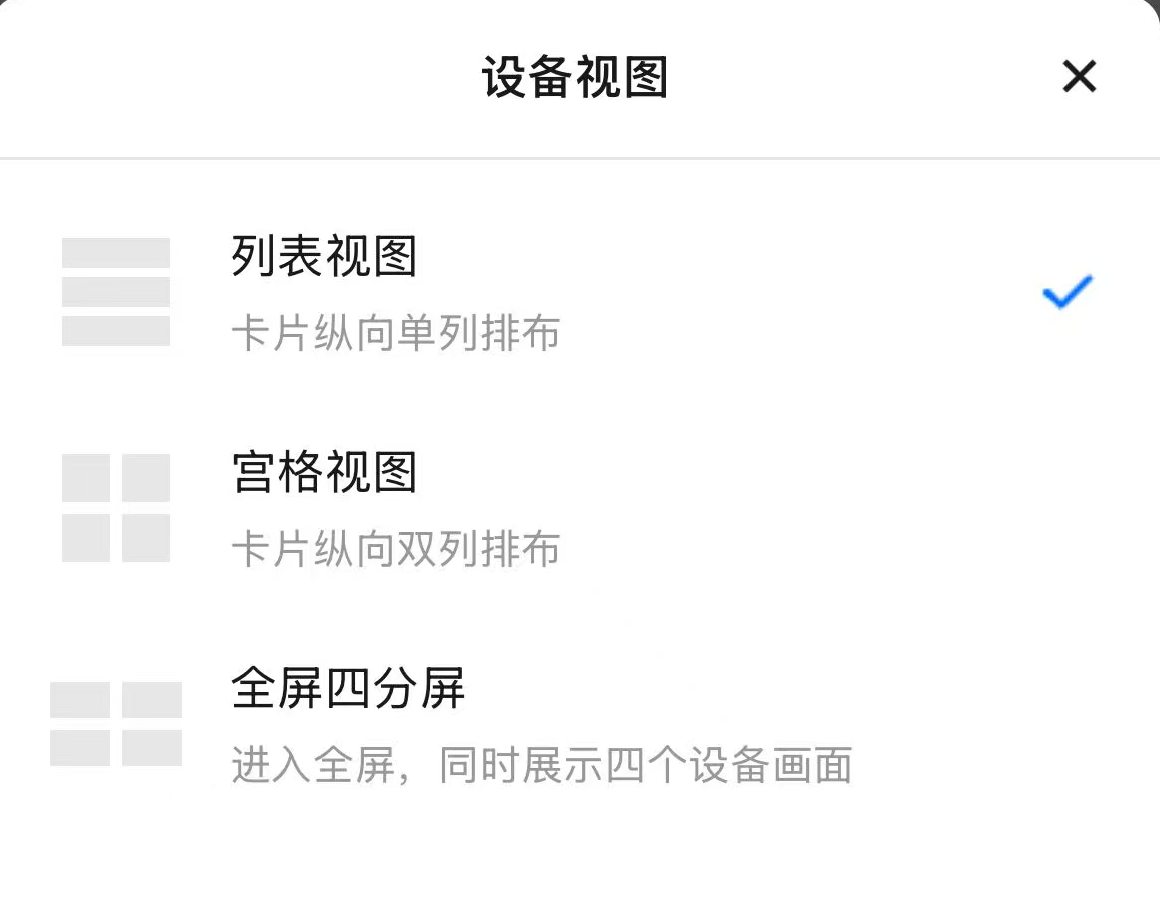 设备视图
列表视图
卡片纵向单列排布
宫格视图
卡片纵向双列排布
全屏四分屏
进入全屏，同时展示四个设备画面